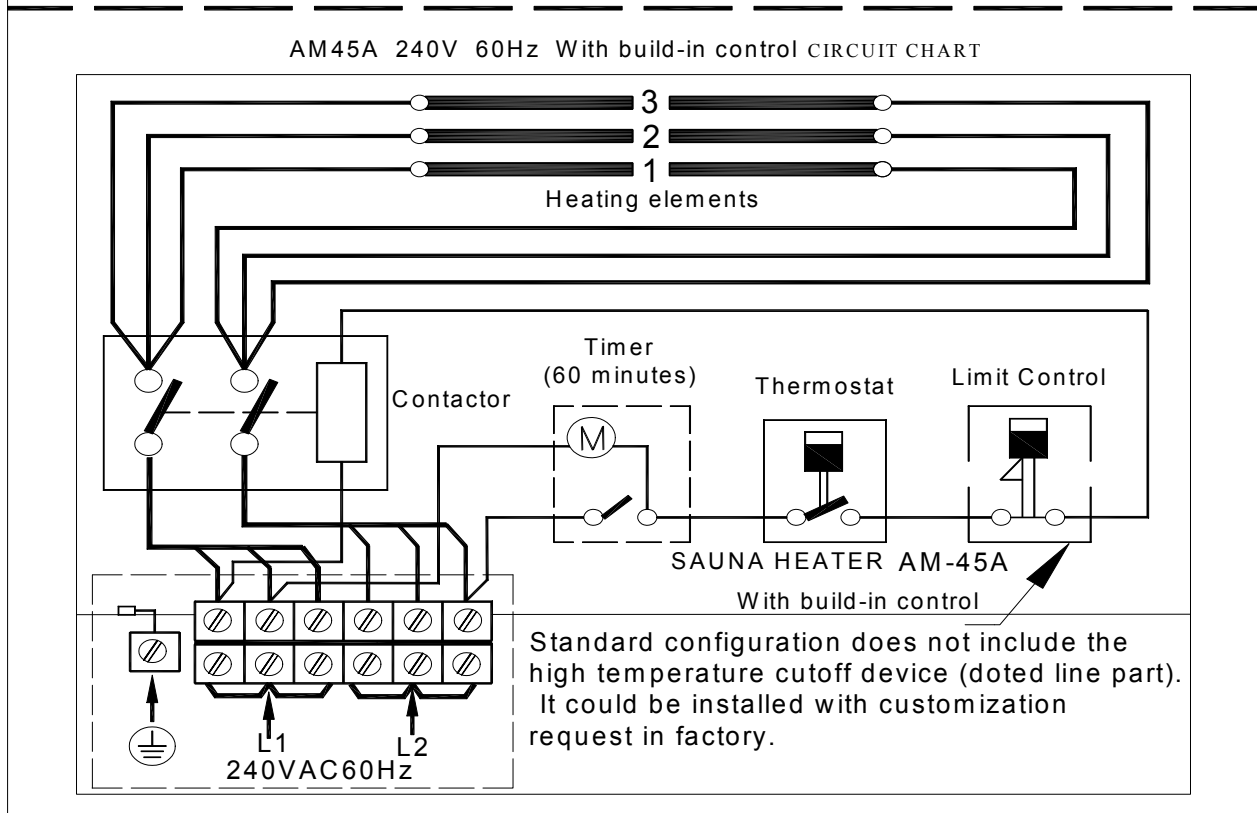 AM45A 240V 60Hz With build-in control CIRCUIT CHART
3
2
1
Heating elements
Timer
(60 minutes)
Thermostat
Limit Control
Contactor
M
SAUNA HEATER AM-45A
With build-in control
Standard configuration does not include the
high temperature cutoff device (doted line part).
It could be installed with customization
request in factory.
L1
L2
240VAC60Hz